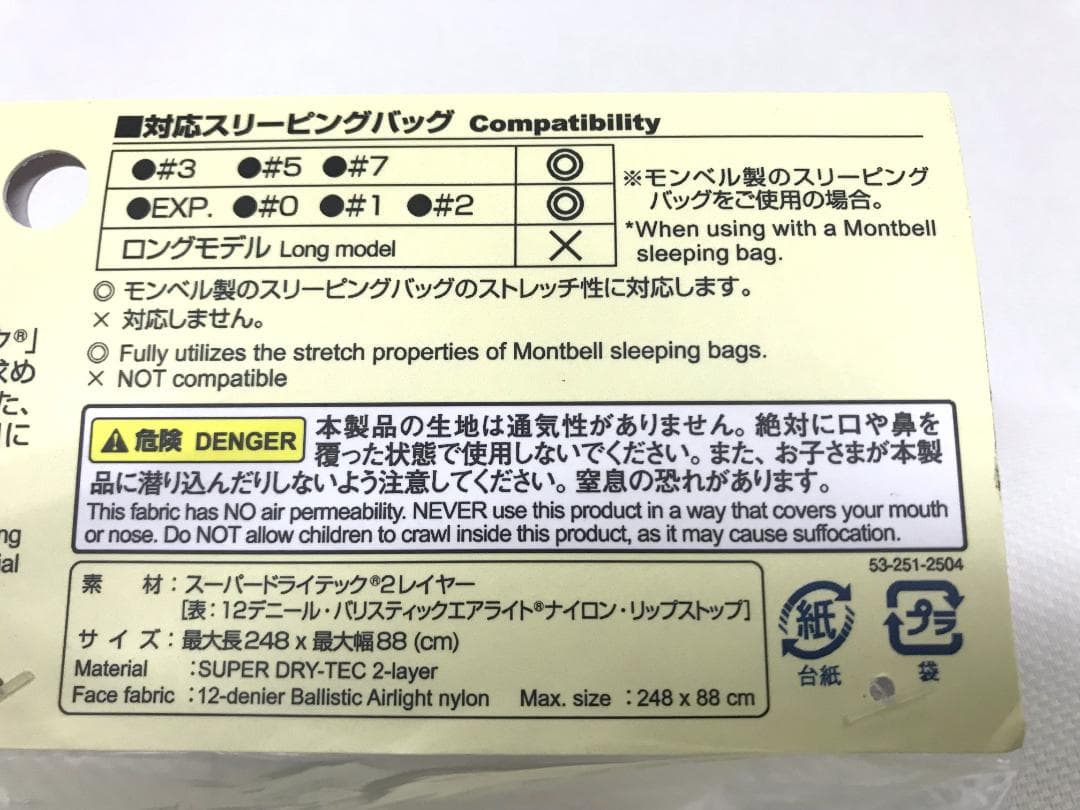 ■対応スリーピングバッグ Compatibility
●#3 ●#5 ●#7 ◎
●EXP. ●#0 ●#1 ●#2 ◎
ロングモデル Long model ×
※モンベル製のスリーピング
バッグをご使用の場合。
*When using with a Montbell
sleeping bag.
◎ モンベル製のスリーピングバッグのストレッチ性に対応します。
× 対応しません。
◎ Fully utilizes the stretch properties of Montbell sleeping bags.
× NOT compatible
ク®」
求め
た、
に
ng
ial
⚠危険 DENGER 本製品の生地は通気性がありません。絶対に口や鼻を
覆った状態で使用しないでください。また、お子さまが本製
品に潜り込んだりしないよう注意してください。窒息の恐れがあります。
This fabric has NO air permeability. NEVER use this product in a way that covers your mouth
or nose. Do NOT allow children to crawl inside this product, as it may cause suffocation.
53-251-2504
素 材：スーパードライテック®2レイヤー
［表：12デニール・バリスティックエアライト®ナイロン・リップストップ］
サイズ：最大長248 x 最大幅88 (cm)
Material :SUPER DRY-TEC 2-layer
Face fabric :12-denier Ballistic Airlight nylon Max. size : 248 x 88 cm
紙
台紙
プラ
袋